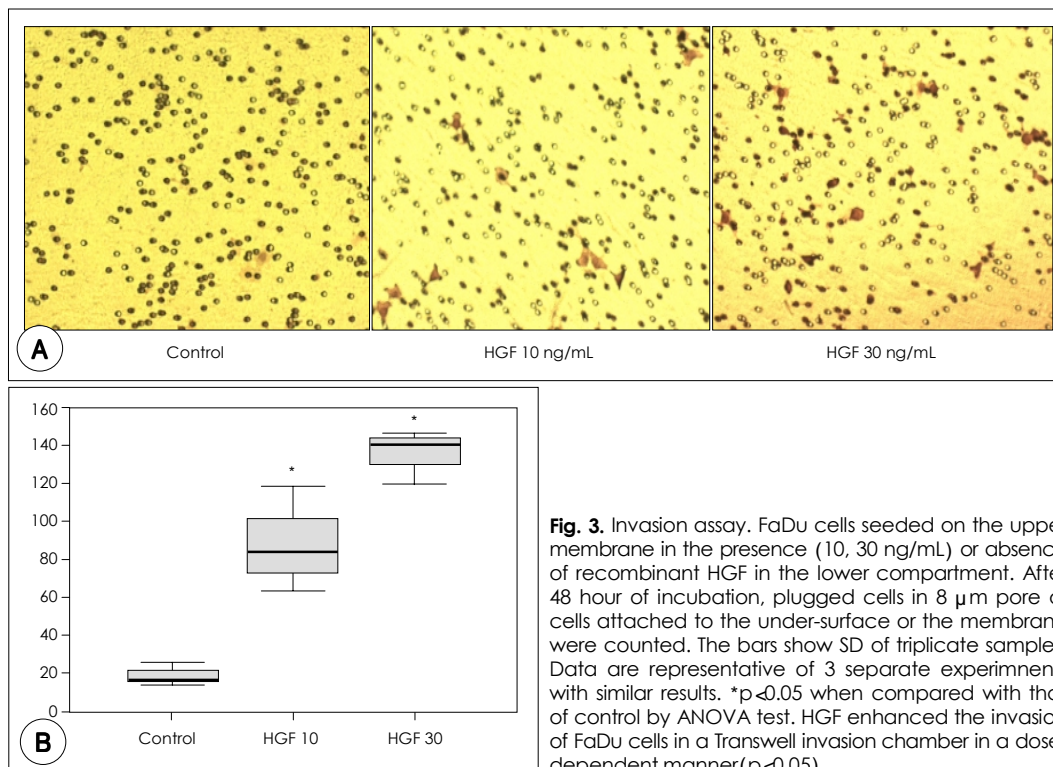 Control HGF 10 ng/mL HGF 30 ng/mL
A
160
140
120
100
80
60
40
20
0
* *
Control HGF 10 HGF 30
B
Fig. 3. Invasion assay. FaDu cells seeded on the uppe
membrane in the presence (10, 30 ng/mL) or absenc
of recombinant HGF in the lower compartment. Afte
48 hour of incubation, plugged cells in 8 μm pore o
cells attached to the under-surface or the membran
were counted. The bars show SD of triplicate sample
Data are representative of 3 separate experimnen
with similar results. *p<0.05 when compared with tha
of control by ANOVA test. HGF enhanced the invasio
of FaDu cells in a Transwell invasion chamber in a dose
dependent manner(p<0.05)